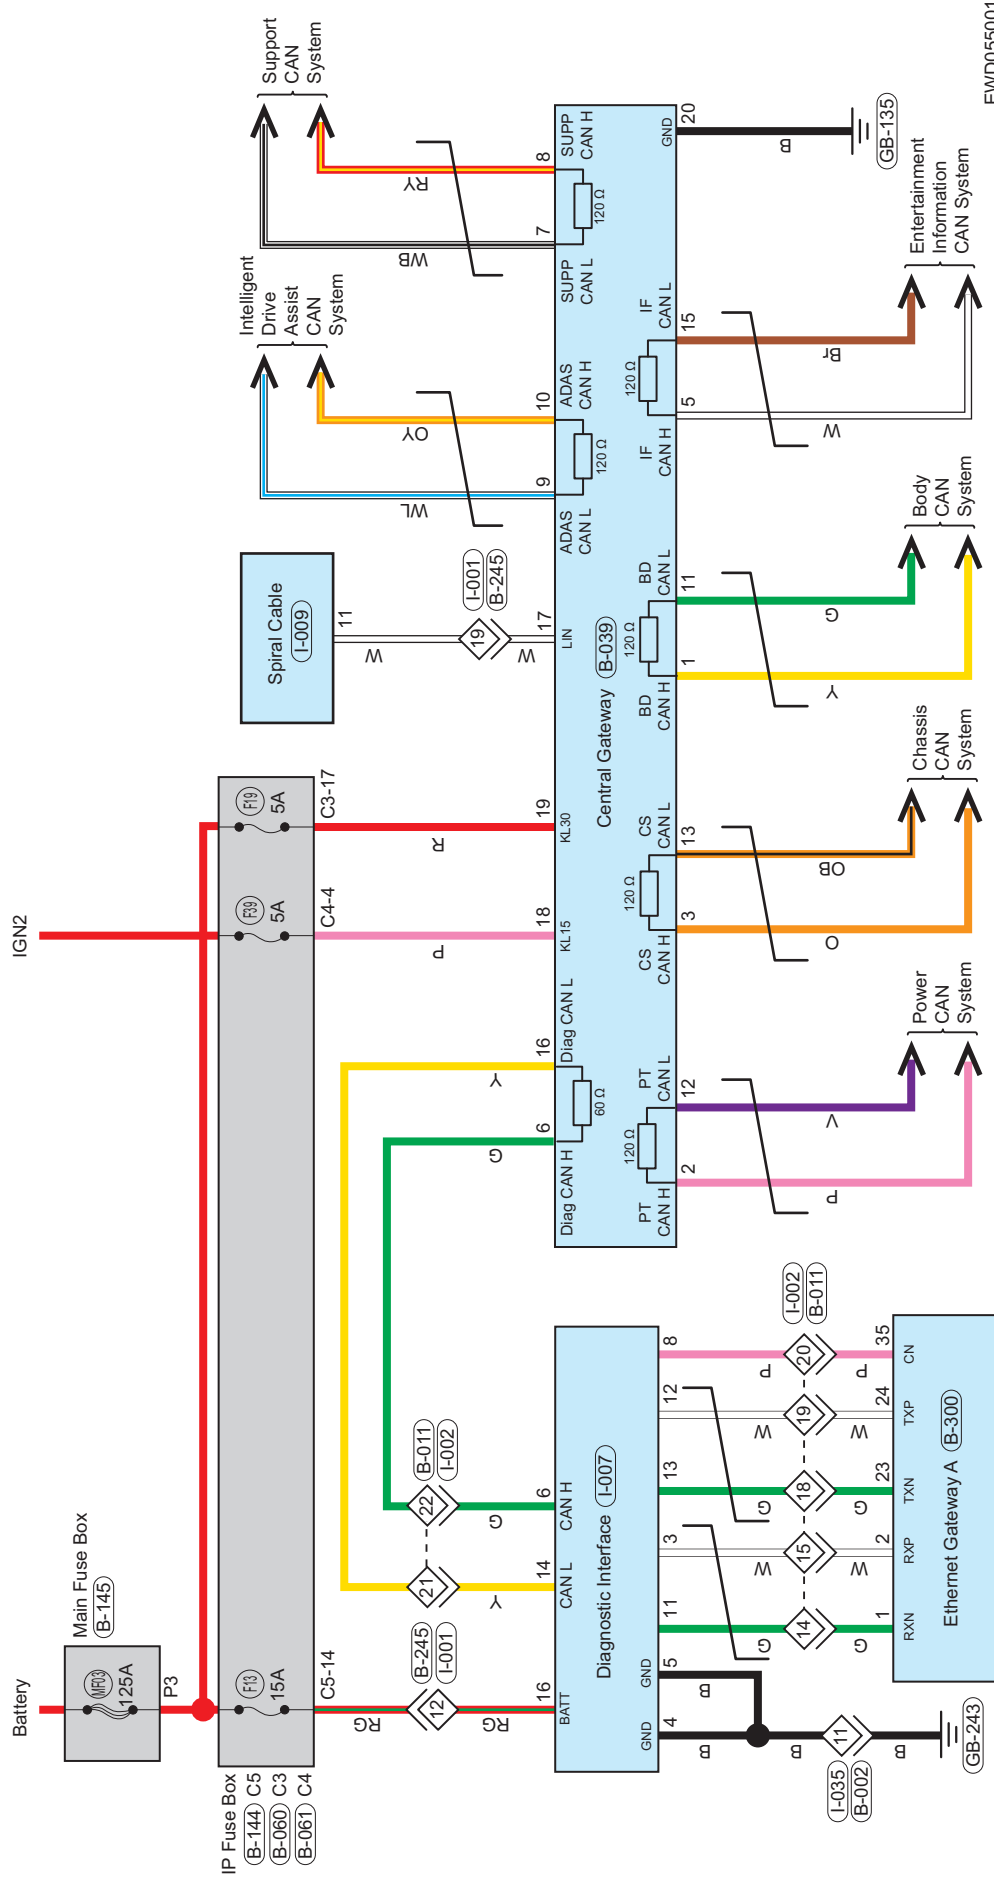 Battery
IGN2
Main Fuse Box
B-145
MF03
125A
P3
IP Fuse Box
B-144 C5
B-060 C3
B-061 C4
F13
15A
F39
5A
F19
5A
C5-14
C4-4
C3-17
RG
B-245
I-001
12
RG
16
BATT
B-011
I-002
21
22
Y
G
14
CAN L
6
CAN H
G
Y
P
R
6
Diag CAN H
16
Diag CAN L
60 Ω
18
KL15
19
KL30
Spiral Cable
I-009
11
W
I-001
B-245
19
W
17
LIN
Intelligent
Drive
Assist
CAN
System
WL
OY
9
ADAS
CAN L
10
ADAS
CAN H
120 Ω
Support
CAN
System
WB
RY
7
SUPP
CAN L
8
SUPP
CAN H
120 Ω
Central Gateway
B-039
PT
CAN H
2
120 Ω
PT
CAN L
12
P
V
Power
CAN
System
CS
CAN H
3
120 Ω
CS
CAN L
13
O
OB
Chassis
CAN
System
BD
CAN H
1
120 Ω
BD
CAN L
11
Y
G
Body
CAN
System
IF
CAN H
5
120 Ω
IF
CAN L
15
W
Br
Entertainment
Information
CAN System
GND
20
B
GB-135
Diagnostic Interface
I-007
GND
4
GND
5
11
3
13
12
8
B
B
G
W
G
W
P
B
I-035
B-002
11
B
GB-243
14
15
18
19
20
I-002
B-011
G
W
G
W
P
1
2
23
24
35
RXN
RXP
TXN
TXP
CN
Ethernet Gateway A
B-300